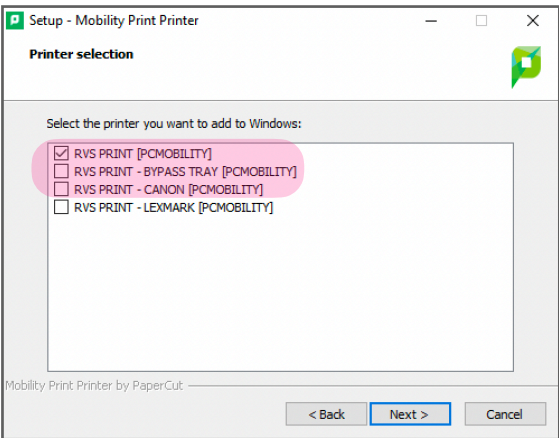 Setup - Mobility Print Printer
Printer selection
Select the printer you want to add to Windows:
RVS PRINT [PCMOBILITY]
RVS PRINT - BYPASS TRAY [PCMOBILITY]
RVS PRINT - CANON [PCMOBILITY]
RVS PRINT - LEXMARK [PCMOBILITY]
Mobility Print Printer by PaperCut
< Back Next > Cancel